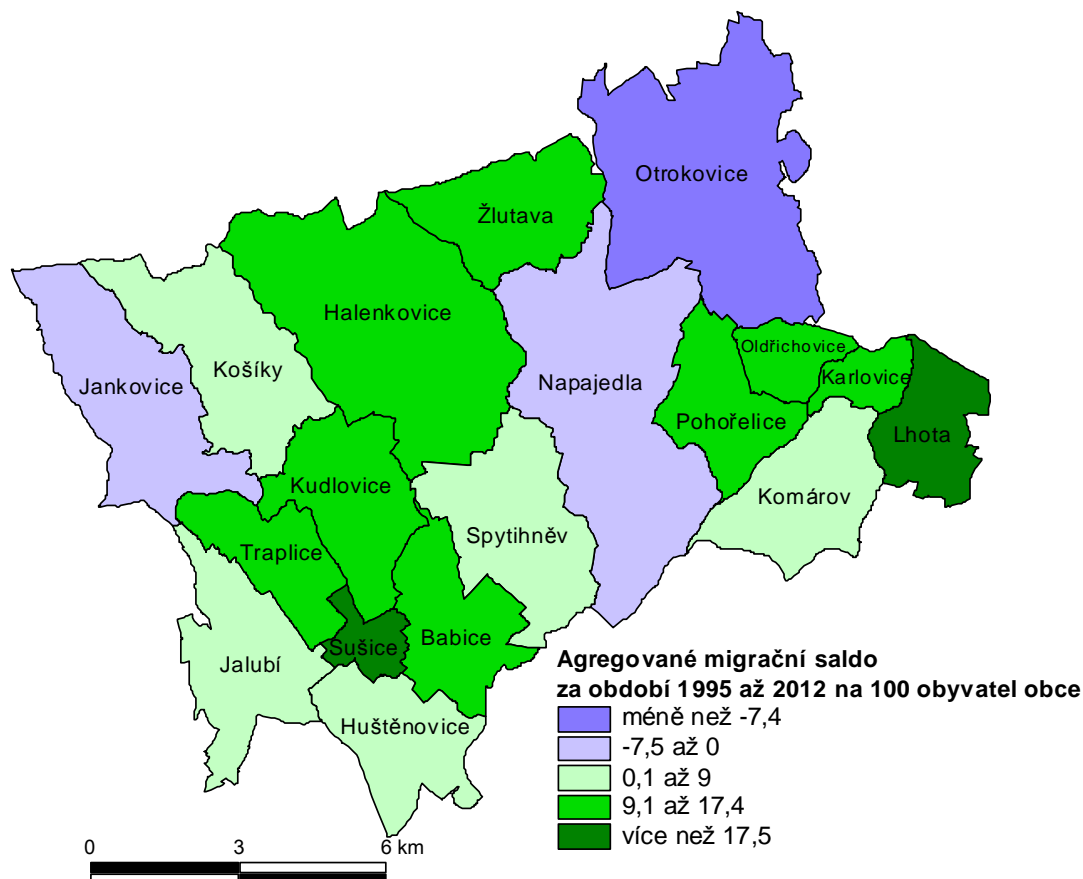 Otrokovice
Žlutava
Halenkovice
Oldřichovice
Košíky
Jankovice
Napajedla
Karlovice
Pohořelice
Lhota
Kudlovice
Komárov
Spytihněv
Traplice
Babice
Sušice
Jalubí
Huštěnovice
Agregované migrační saldo
za období 1995 až 2012 na 100 obyvatel obce
méně než -7,4
-7,5 až 0
0,1 až 9
9,1 až 17,4
více než 17,5
0 3 6 km